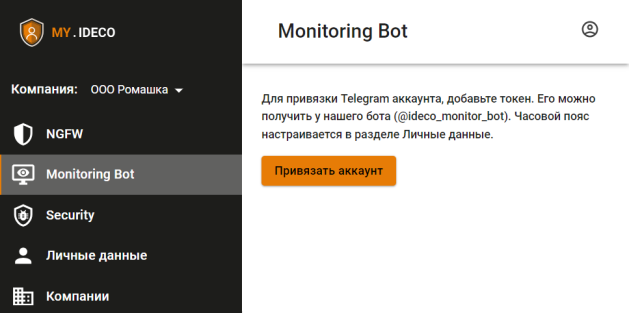 MY.IDECO
Monitoring Bot
Компания: ООО Ромашка
NGFW
Monitoring Bot
Security
Личные данные
Компании
Для привязки Telegram аккаунта, добавьте токен. Его можно
получить у нашего бота (@ideco_monitor_bot). Часовой пояс
настраивается в разделе Личные данные.
Привязать аккаунт